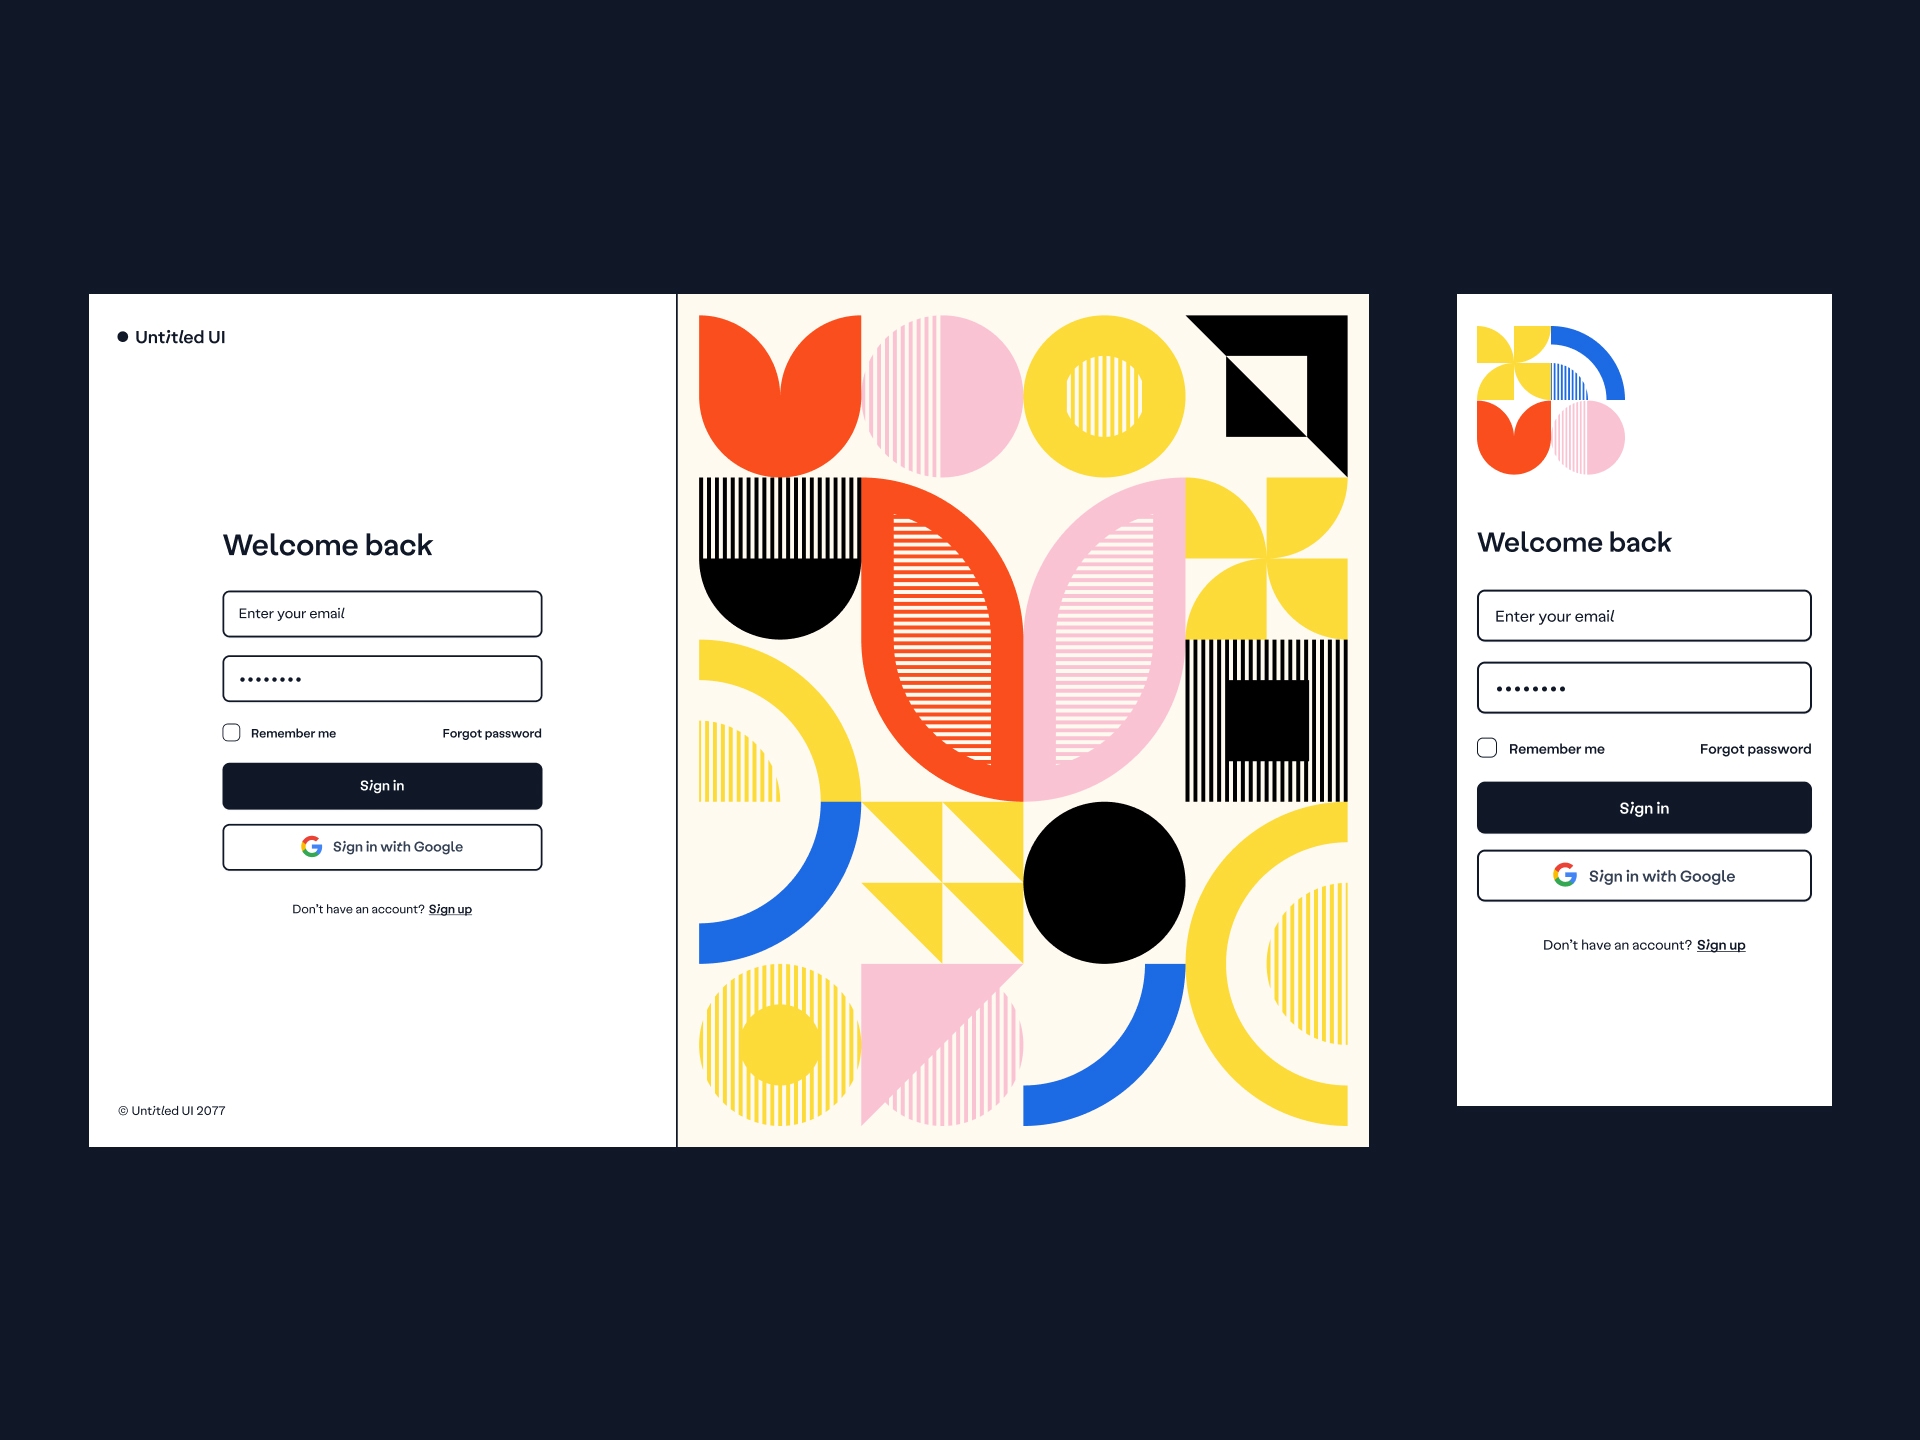 Untitled UI
Welcome back
Enter your email
••••••••
Remember me
Forgot password
Sign in
Sign in with Google
Don't have an account? Sign up
© Untitled UI 2077
Welcome back
Enter your email
••••••••
Remember me
Forgot password
Sign in
Sign in with Google
Don't have an account? Sign up